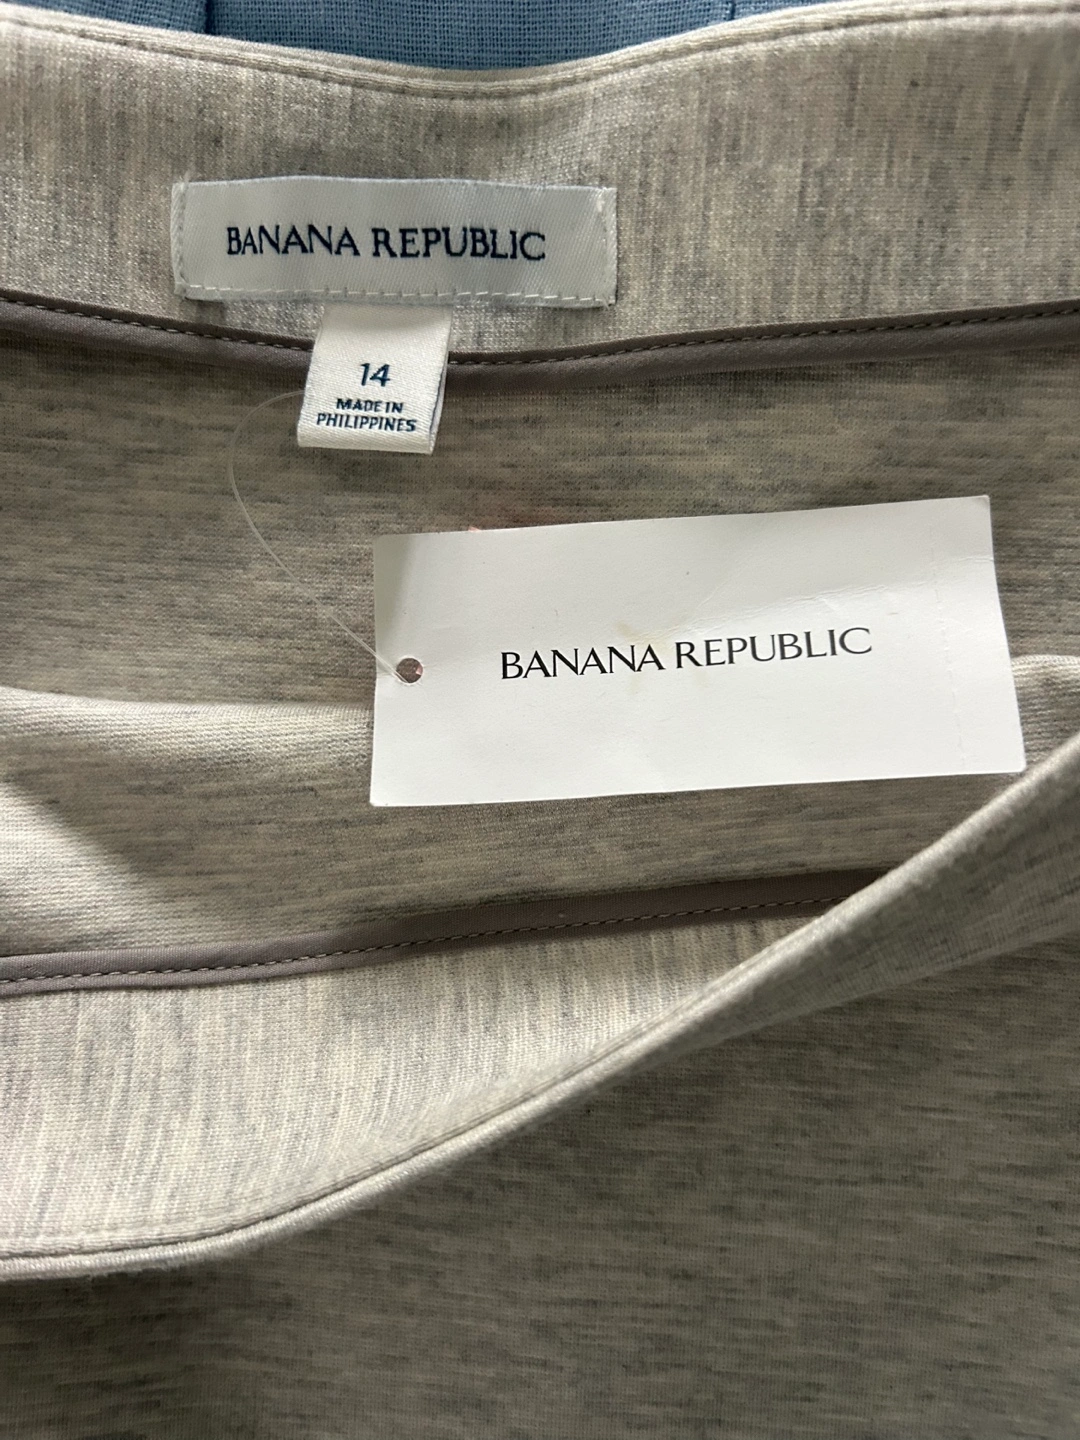 BANANA REPUBLIC
14
MADE IN
PHILIPPINES
BANANA REPUBLIC